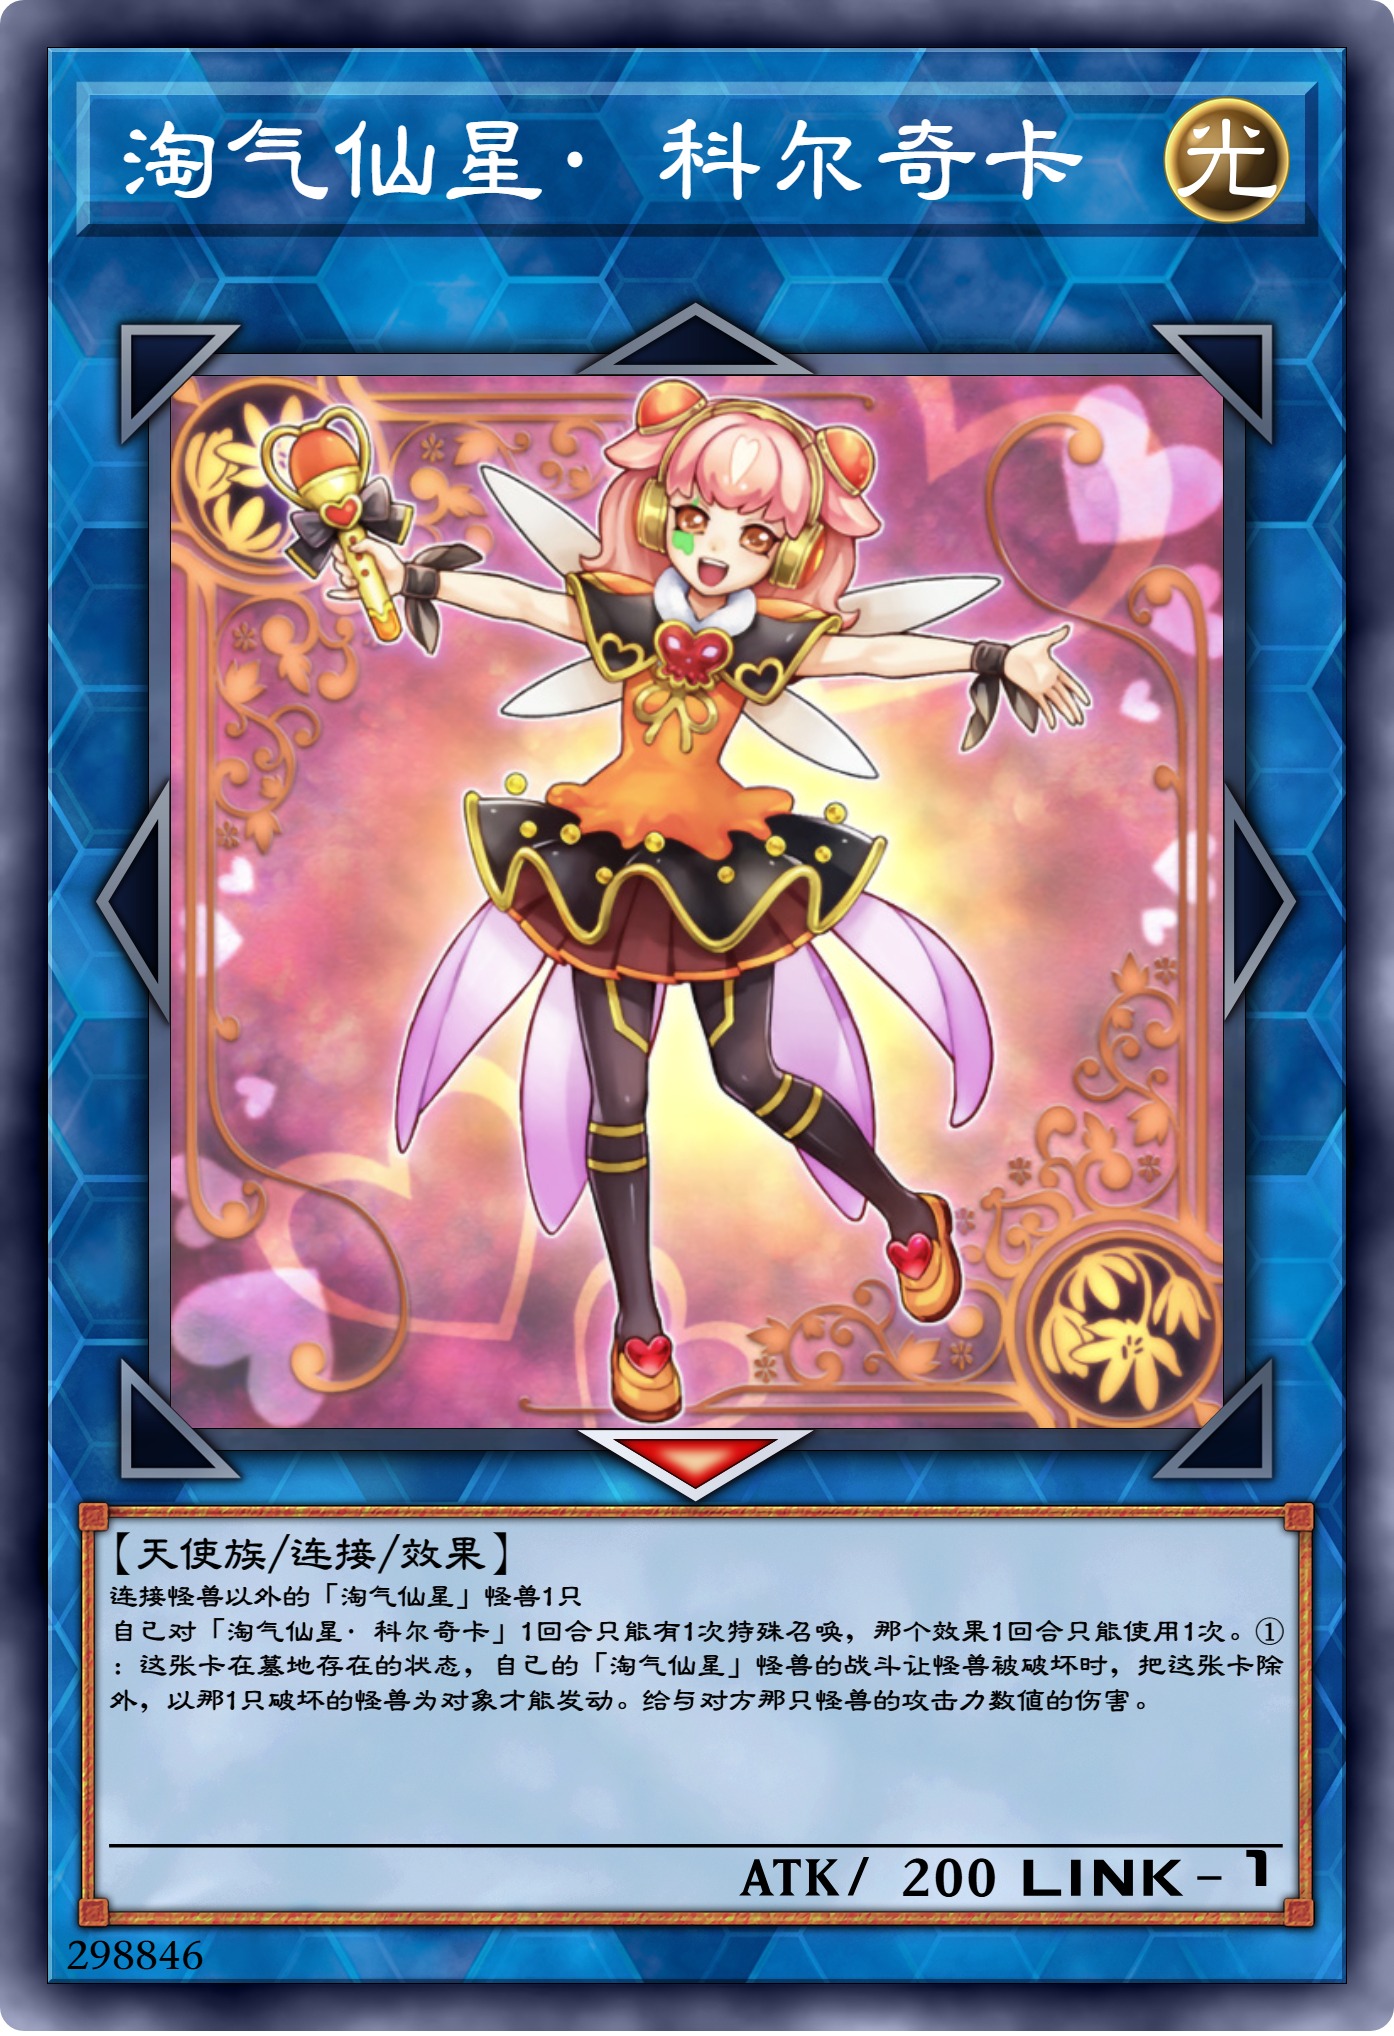 淘气仙星·科尔奇卡
光
【天使族/连接/效果】
连接怪兽以外的「淘气仙星」怪兽1只
自己对「淘气仙星·科尔奇卡」1回合只能有1次特殊召唤，那个效果1回合只能使用1次。①
：这张卡在墓地存在的状态，自己的「淘气仙星」怪兽的战斗让怪兽被破坏时，把这张卡除
外，以那1只破坏的怪兽为对象才能发动。给与对方那只怪兽的攻击力数值的伤害。
ATK/ 200 LINK-1
298846